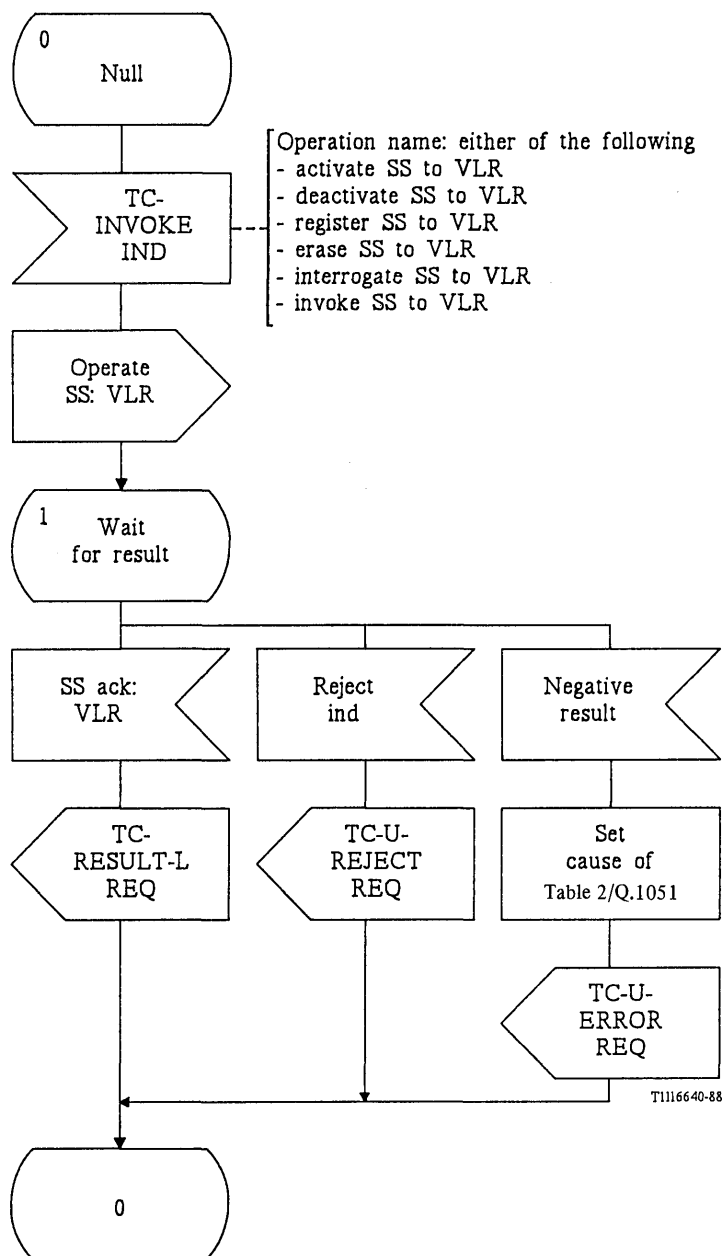 0
Null
TC-
INVOKE
IND
Operation name: either of the following
- activate SS to VLR
- deactivate SS to VLR
- register SS to VLR
- erase SS to VLR
- interrogate SS to VLR
- invoke SS to VLR
Operate
SS: VLR
1
Wait
for result
SS ack:
VLR
Reject
ind
Negative
result
TC-
RESULT-L
REQ
TC-U-
REJECT
REQ
Set
cause of
Table 2/Q.1051
TC-U-
ERROR
REQ
T1116640-88
0